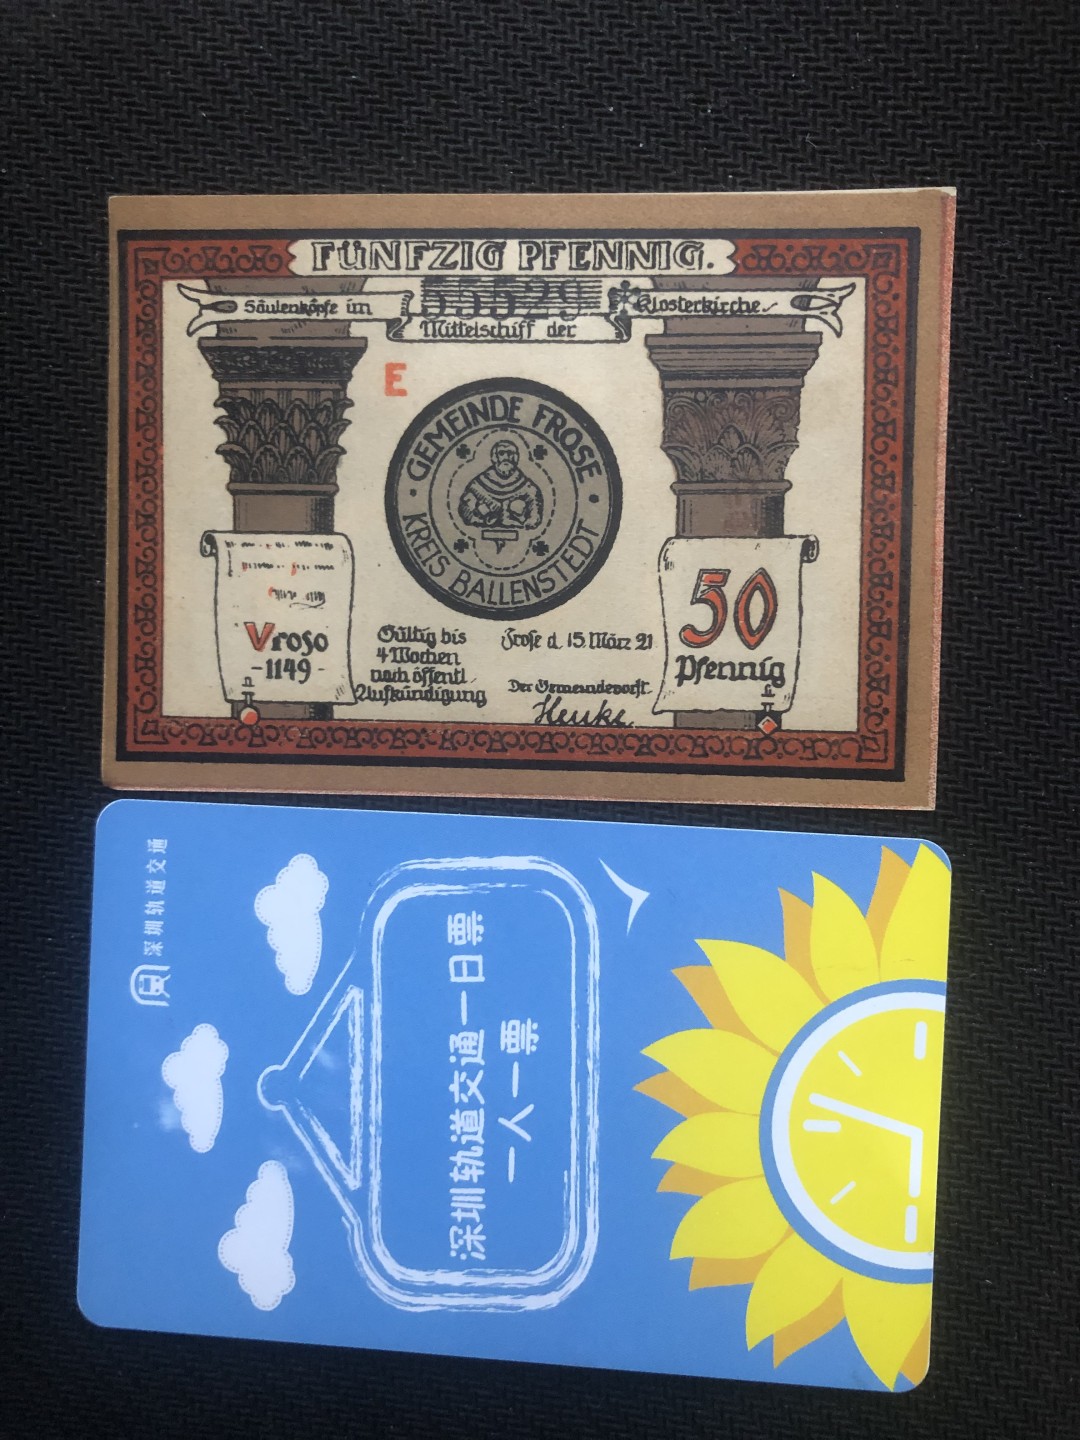 FÜNFZIG PFENNIG.
55529
Säulenköpfe im
Mittelschiff der
Klosterkirche
E
GEMEINDE FROSE
KREIS BALLENSTEDT
Vroso
-1149-
Gültig bis
4 Wochen
nach öffentl.
Aufkündigung
Frose d. 15. März 21
Der Gemeindevorst.
Henke
50
Pfennig
深圳轨道交通
深圳轨道交通一日票
一人一票